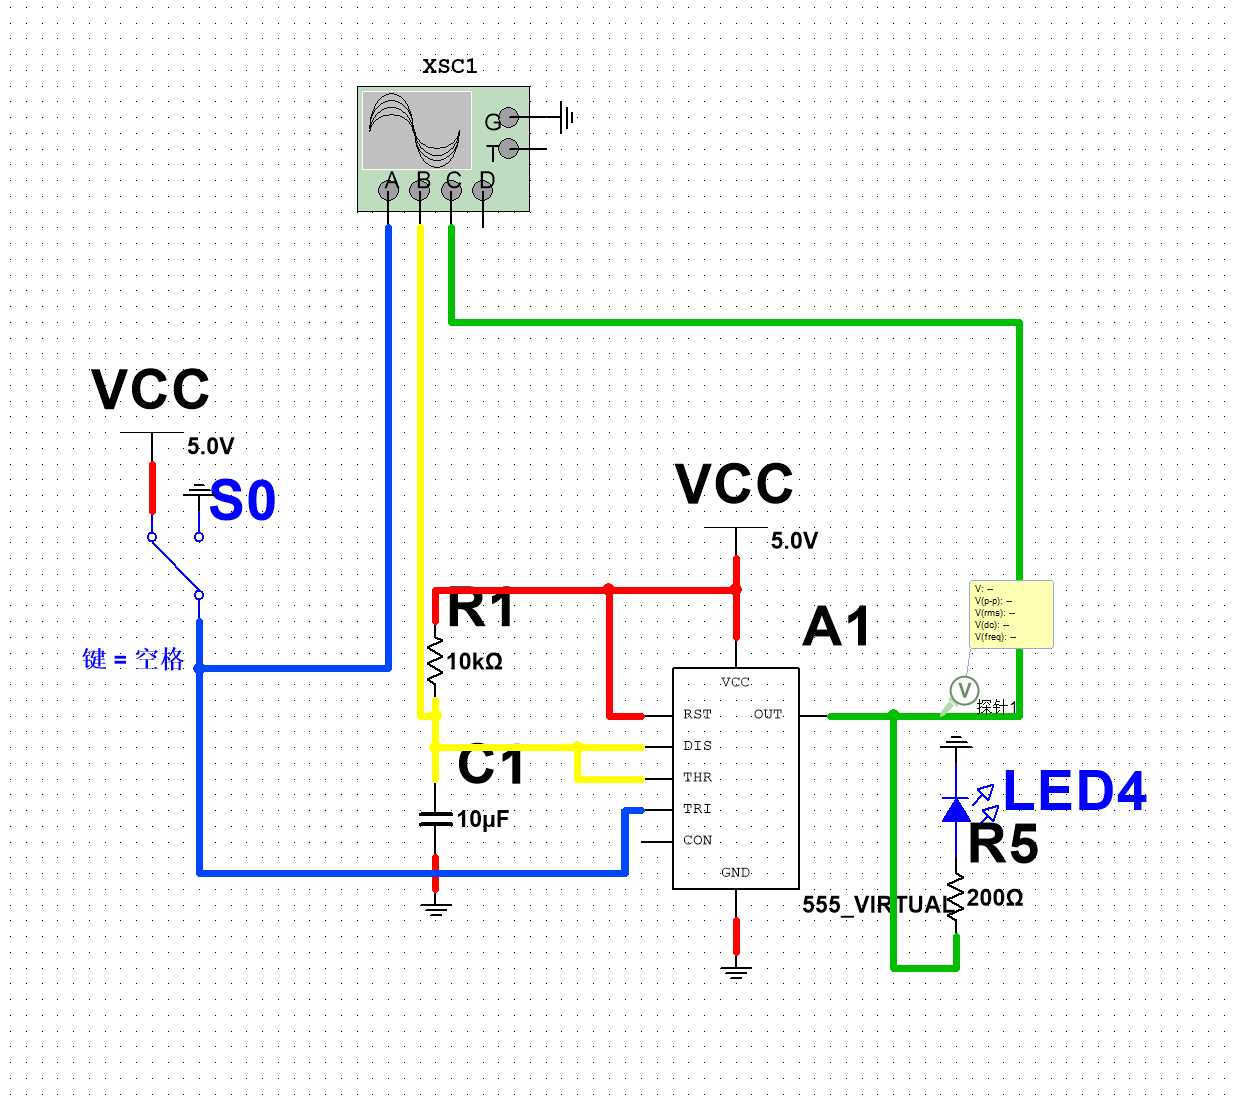 XSC1
G
T
A B C D
VCC
5.0V
S0
键 = 空格
VCC
5.0V
R1
10kΩ
A1
V: --
V(p-p): --
V(rms): --
V(dc): --
V(freq): --
V
探针1
VCC
RST OUT
DIS
THR
TRI
CON
GND
C1
10µF
555_VIRTUAL
LED4
R5
200Ω